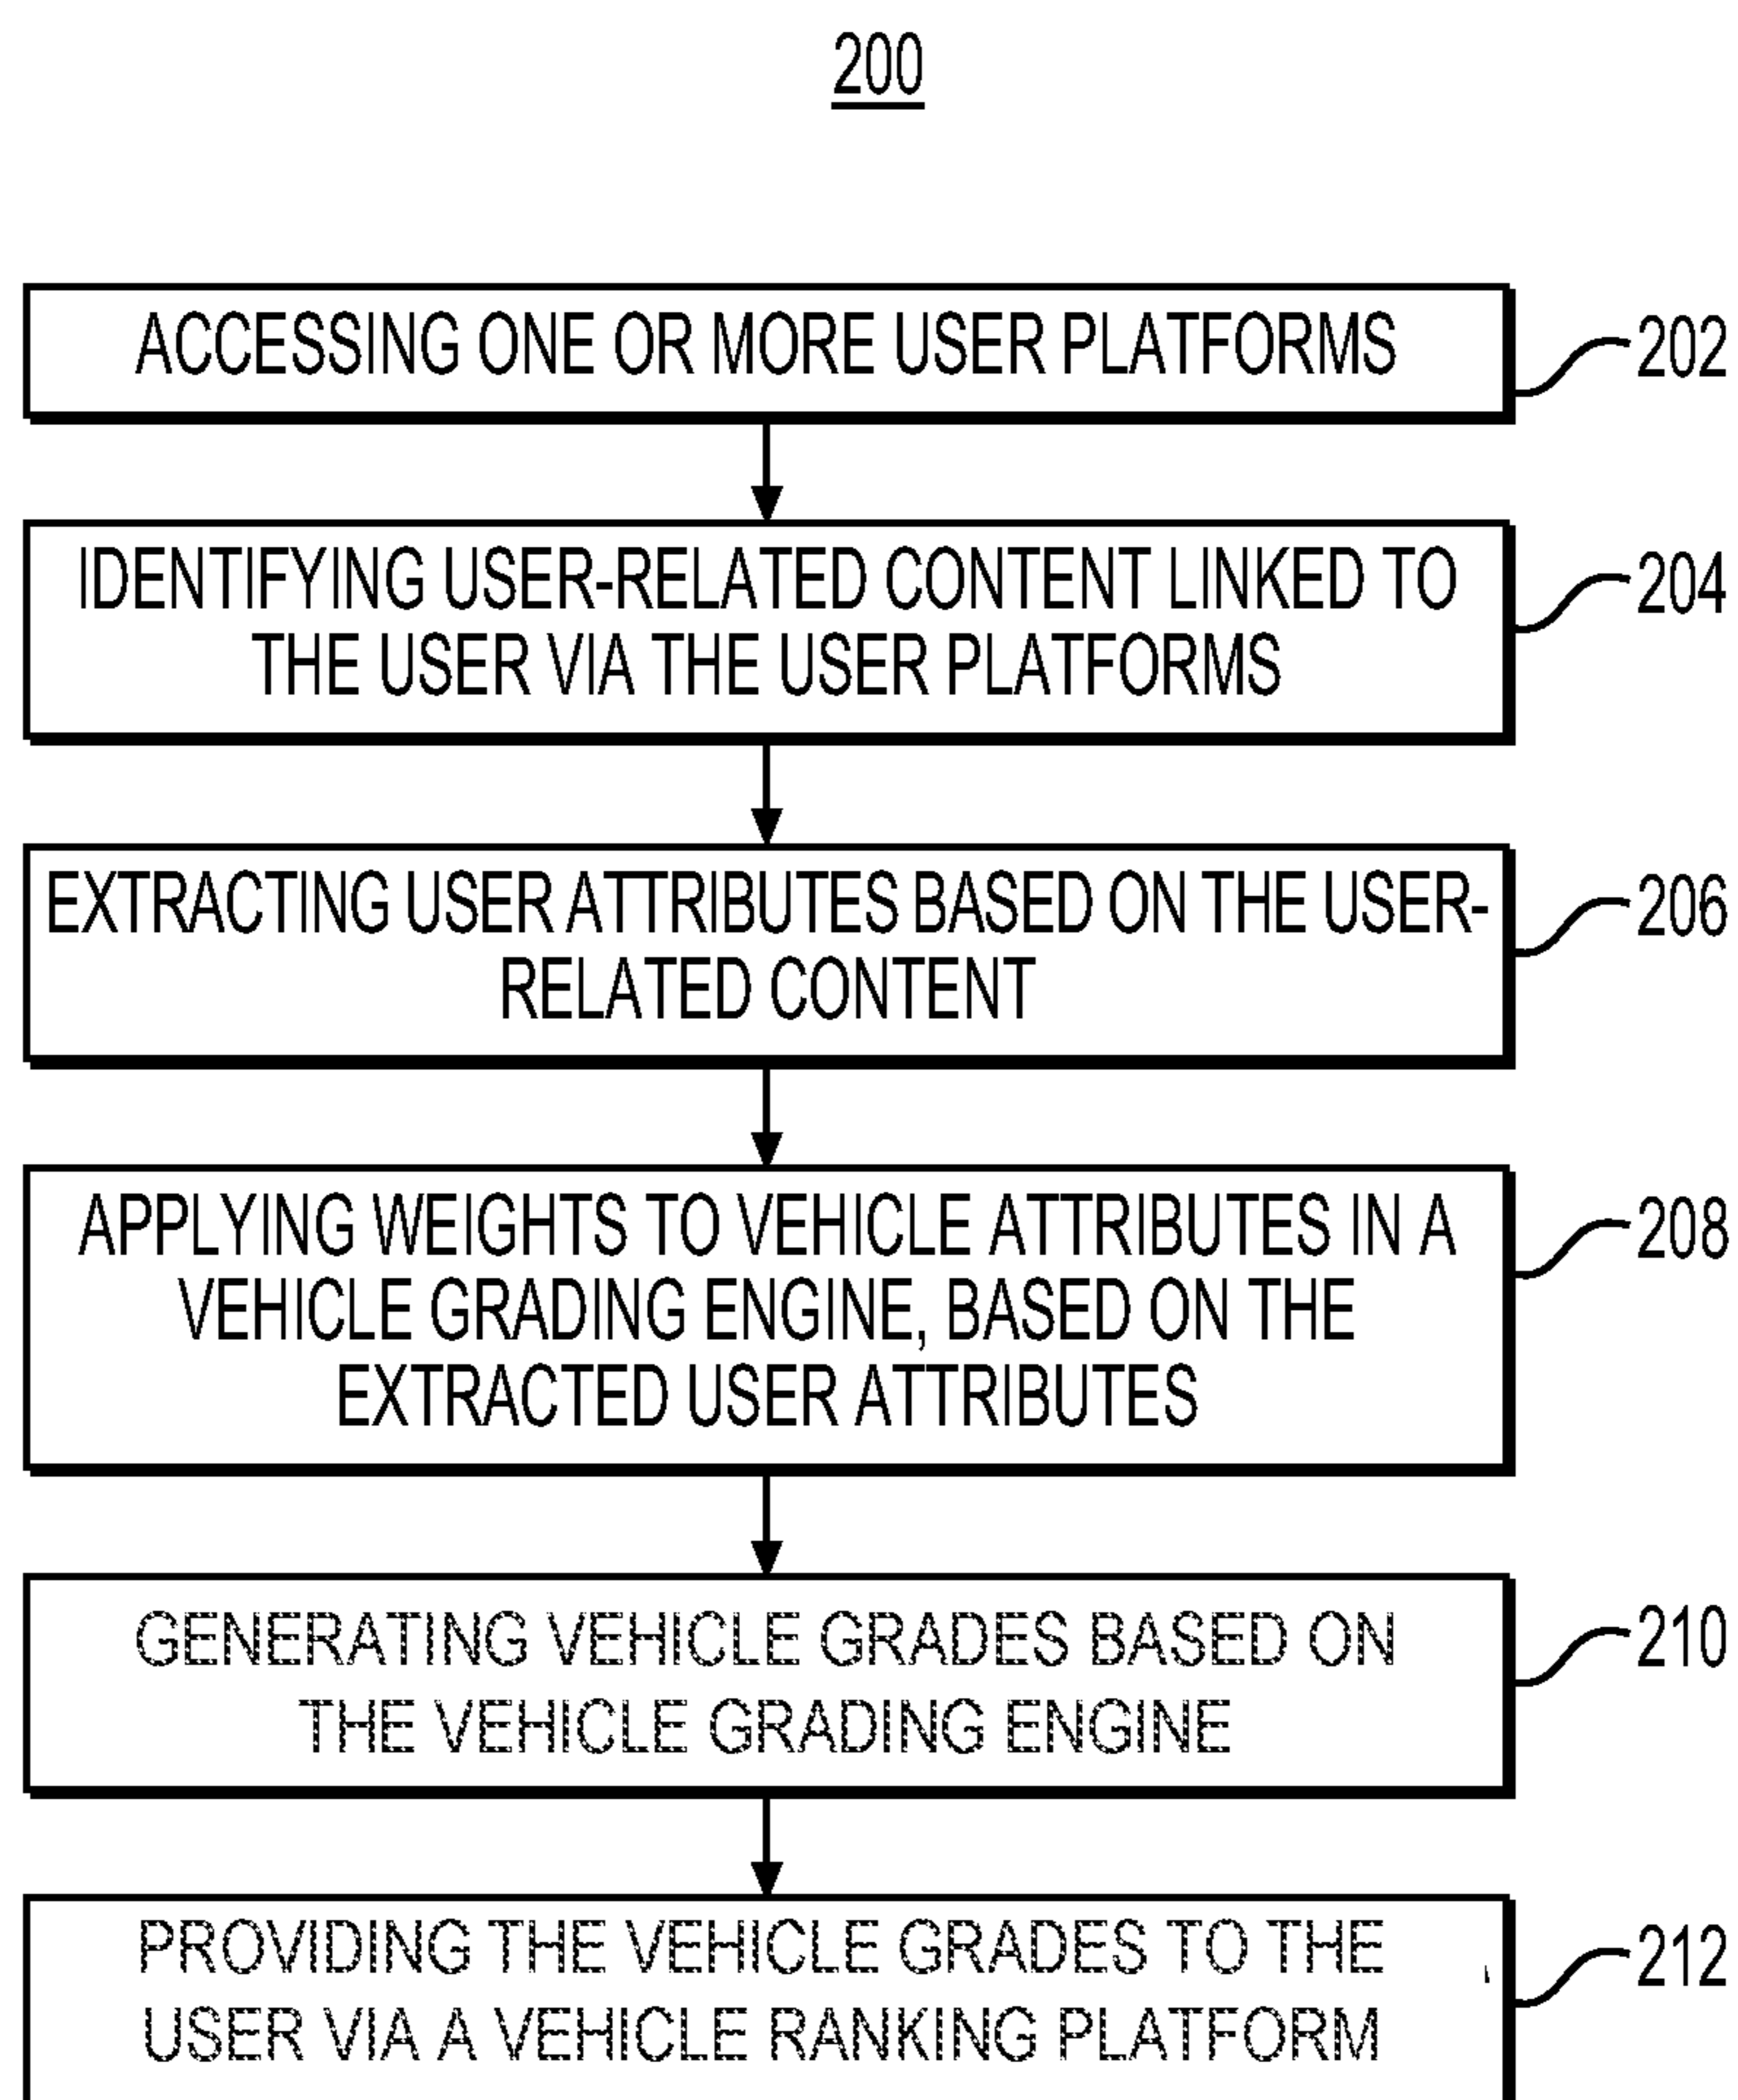 200
ACCESSING ONE OR MORE USER PLATFORMS
202
IDENTIFYING USER-RELATED CONTENT LINKED TO
THE USER VIA THE USER PLATFORMS
204
EXTRACTING USER ATTRIBUTES BASED ON THE USER-
RELATED CONTENT
206
APPLYING WEIGHTS TO VEHICLE ATTRIBUTES IN A
VEHICLE GRADING ENGINE, BASED ON THE
EXTRACTED USER ATTRIBUTES
208
GENERATING VEHICLE GRADES BASED ON
THE VEHICLE GRADING ENGINE
210
PROVIDING THE VEHICLE GRADES TO THE
USER VIA A VEHICLE RANKING PLATFORM
212